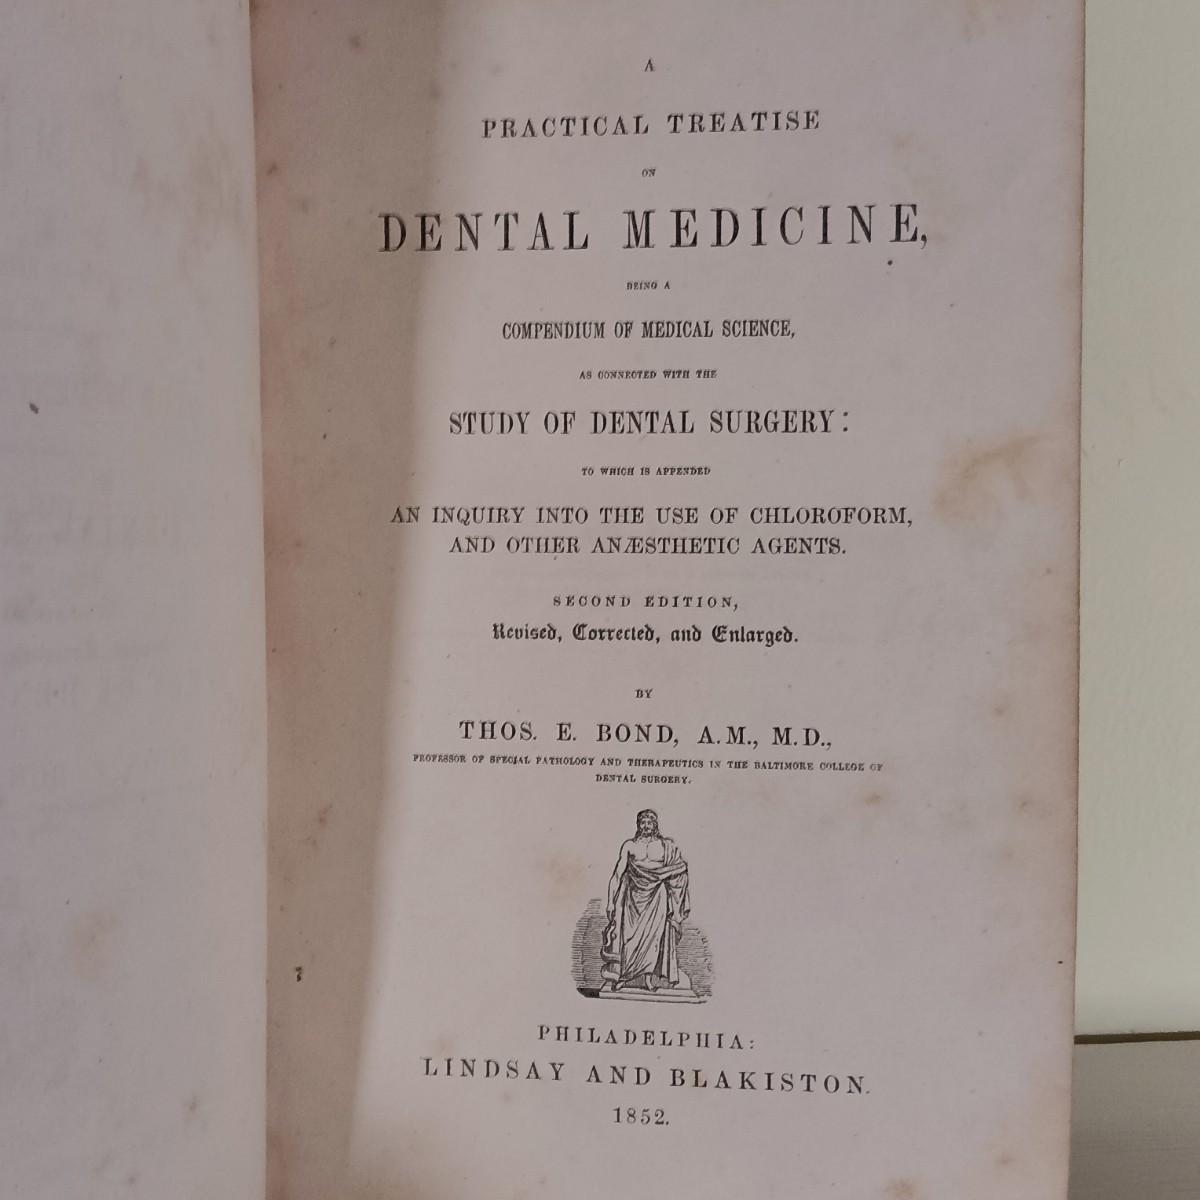 A
PRACTICAL TREATISE
ON
DENTAL MEDICINE,
BEING A
COMPENDIUM OF MEDICAL SCIENCE,
AS CONNECTED WITH THE
STUDY OF DENTAL SURGERY:
TO WHICH IS APPENDED
AN INQUIRY INTO THE USE OF CHLOROFORM,
AND OTHER ANÆSTHETIC AGENTS.
SECOND EDITION,
Revised, Corrected, and Enlarged.
BY
THOS. E. BOND, A.M., M.D.,
PROFESSOR OF SPECIAL PATHOLOGY AND THERAPEUTICS IN THE BALTIMORE COLLEGE OF
DENTAL SURGERY.
PHILADELPHIA:
LINDSAY AND BLAKISTON.
1852.